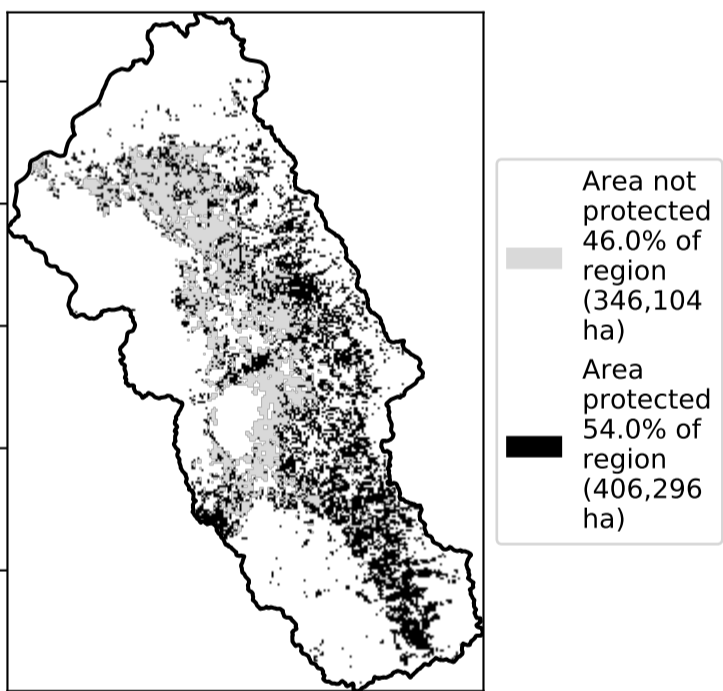 Area not
protected
46.0% of
region
(346,104
ha)
Area
protected
54.0% of
region
(406,296
ha)